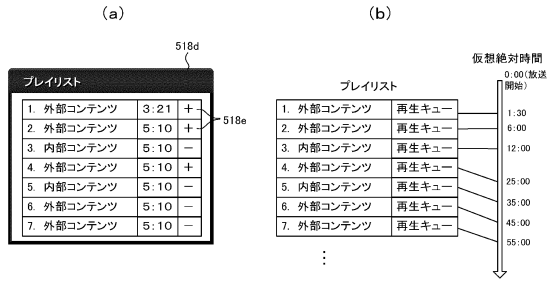 (a)
518d
プレイリスト
1. 外部コンテンツ 3:21 +
2. 外部コンテンツ 5:10 +
3. 内部コンテンツ 5:10 −
4. 外部コンテンツ 5:10 +
5. 内部コンテンツ 5:10 −
6. 外部コンテンツ 5:10 −
7. 外部コンテンツ 5:10 −
518e
(b)
仮想絶対時間
0:00(放送
開始)
プレイリスト
1. 外部コンテンツ 再生キュー 1:30
2. 外部コンテンツ 再生キュー 6:00
3. 内部コンテンツ 再生キュー 12:00
4. 外部コンテンツ 再生キュー 25:00
5. 内部コンテンツ 再生キュー 35:00
6. 外部コンテンツ 再生キュー 45:00
7. 外部コンテンツ 再生キュー 55:00
⋮